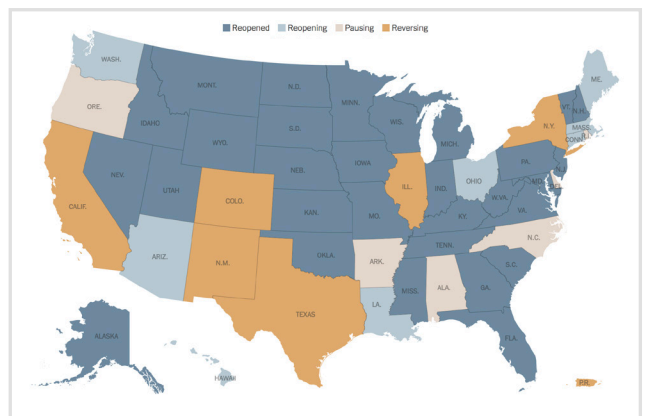 Reopened Reopening Pausing Reversing
WASH.
ME.
MONT.
N.D.
MINN.
VT.
N.H.
ORE.
IDAHO
S.D.
WIS.
MICH.
N.Y.
MASS.
CONN.
R.I.
WYO.
IOWA
PA.
N.J.
NEV.
NEB.
ILL.
IND.
OHIO
MD.
DEL.
UTAH
COLO.
W.VA.
VA.
CALIF.
KAN.
MO.
KY.
N.C.
TENN.
ARIZ.
N.M.
OKLA.
ARK.
S.C.
MISS.
ALA.
GA.
TEXAS
LA.
FLA.
ALASKA
HAWAII
P.R.